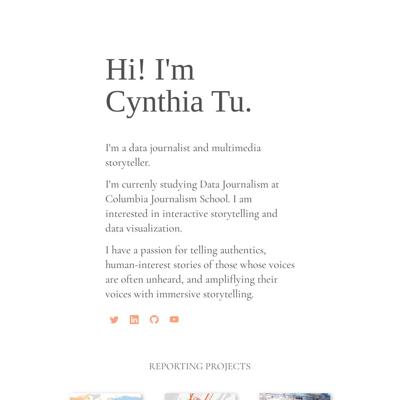 Hi! I'm
Cynthia Tu.
I'm a data journalist and multimedia
storyteller.
I'm currenly studying Data Journalism at
Columbia Journalism School. I am
interested in interactive storytelling and
data visualization.
I have a passion for telling authentics,
human-interest stories of those whose voices
are often unheard, and ampliflying their
voices with immersive storytelling.
REPORTING PROJECTS